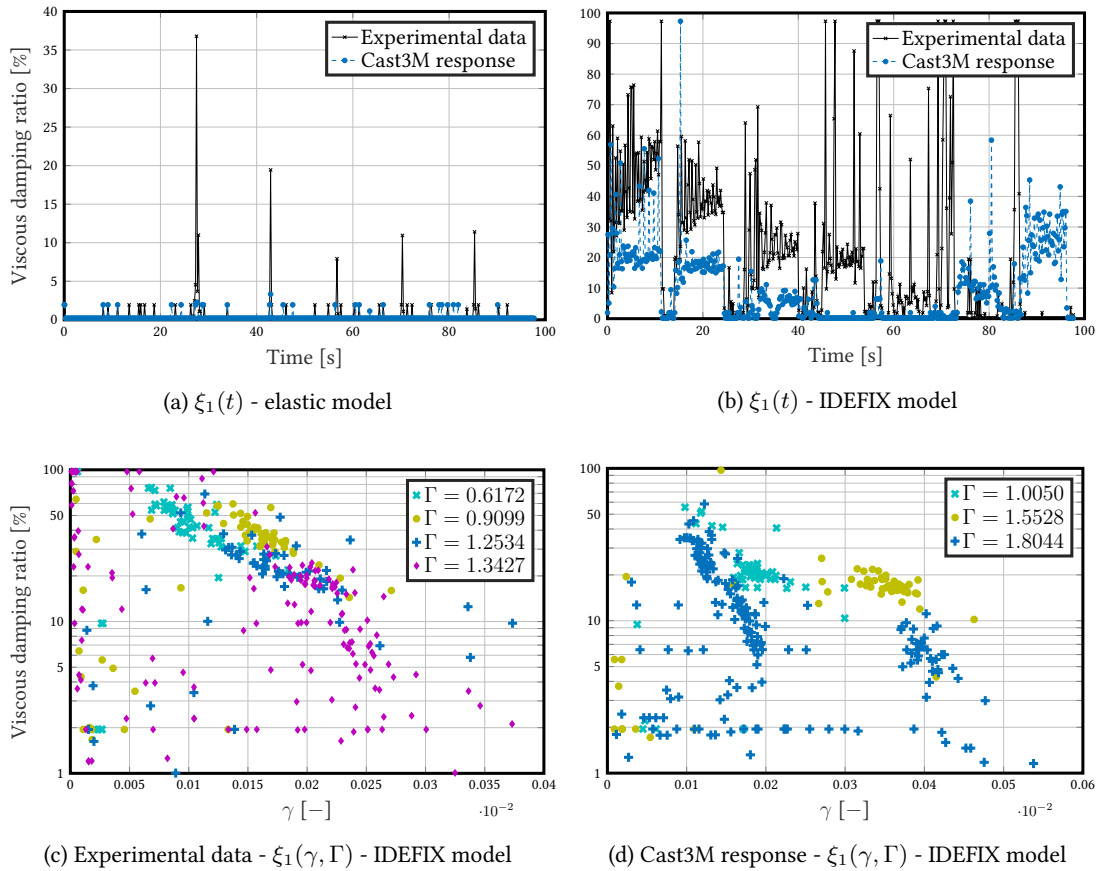 40
35
30
25
20
15
10
5
0
Viscous damping ratio [%]
Experimental data
Cast3M response
0 20 40 60 80 100
Time [s]
(a) ξ₁(t) - elastic model
100
90
80
70
60
50
40
30
20
10
0
Experimental data
Cast3M response
0 20 40 60 80 100
Time [s]
(b) ξ₁(t) - IDEFIX model
100
50
10
5
1
Viscous damping ratio [%]
Γ = 0.6172
Γ = 0.9099
Γ = 1.2534
Γ = 1.3427
0 0.005 0.01 0.015 0.02 0.025 0.03 0.035 0.04
γ [−]
·10⁻²
(c) Experimental data - ξ₁(γ, Γ) - IDEFIX model
100
50
10
5
1
Γ = 1.0050
Γ = 1.5528
Γ = 1.8044
0 0.01 0.02 0.03 0.04 0.05 0.06
γ [−]
·10⁻²
(d) Cast3M response - ξ₁(γ, Γ) - IDEFIX model